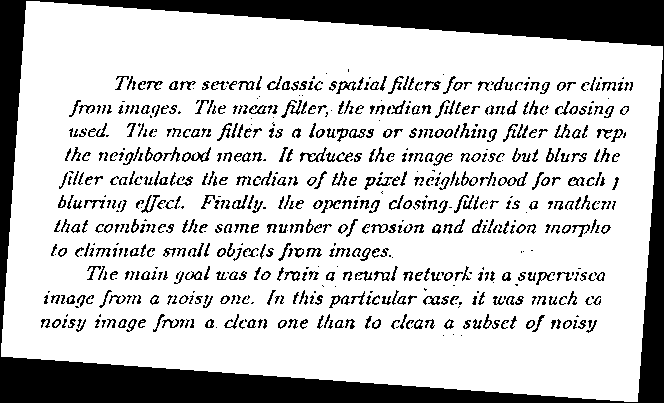 There are several classic spatial filters for reducing or elimin
from images. The mean filter, the median filter and the closing o
used. The mean filter is a lowpass or smoothing filter that rep
the neighborhood mean. It reduces the image noise but blurs the
filter calculates the median of the pixel neighborhood for each p
blurring effect. Finally, the opening closing filter is a mathem
that combines the same number of erosion and dilation morpho
to eliminate small objects from images.
The main goal was to train a neural network in a supervised
image from a noisy one. In this particular case, it was much ea
noisy image from a clean one than to clean a subset of noisy